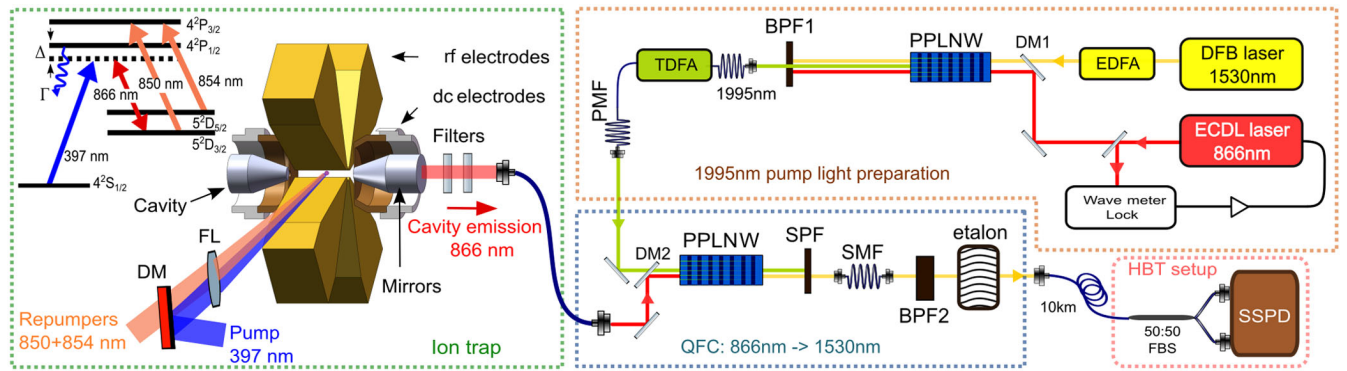 4²P₃/₂
4²P₁/₂
Δ
Γ
866 nm
850 nm
854 nm
5²D₅/₂
5²D₃/₂
397 nm
4²S₁/₂
rf electrodes
dc electrodes
Filters
Cavity
Cavity emission
866 nm
Mirrors
FL
DM
Repumpers
850+854 nm
Pump
397 nm
Ion trap
BPF1
PPLNW
DM1
TDFA
1995nm
EDFA
DFB laser
1530nm
PMF
ECDL laser
866nm
1995nm pump light preparation
Wave meter
Lock
DM2
PPLNW
SPF
SMF
BPF2
etalon
QFC: 866nm -> 1530nm
10km
HBT setup
50:50
FBS
SSPD